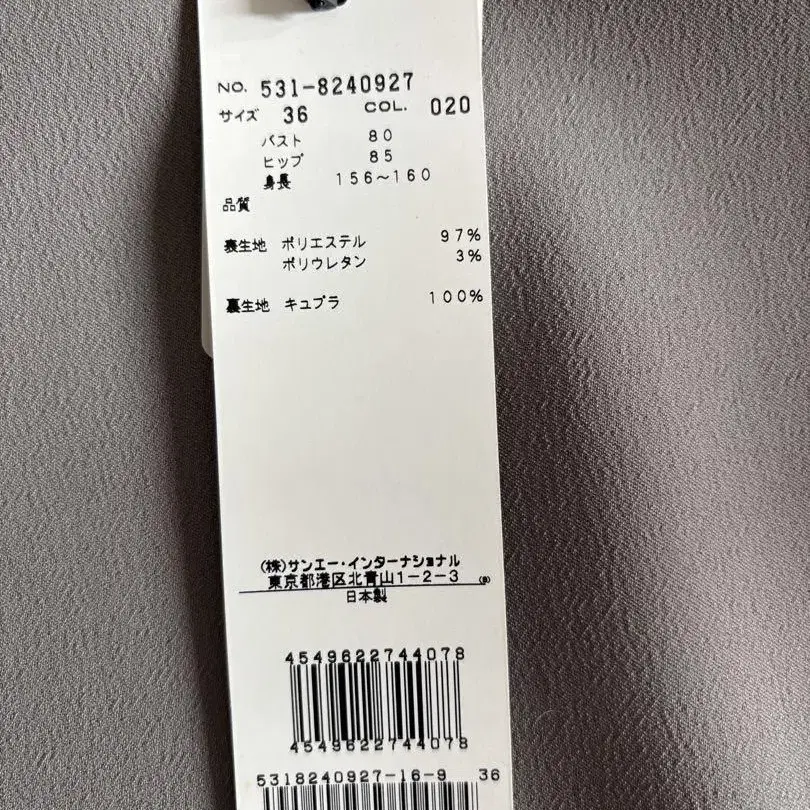 NO. 531-8240927
サイズ 36 COL. 020
バスト 80
ヒップ 85
身長 156～160
品質
表生地 ポリエステル 97%
ポリウレタン 3%
裏生地 キュプラ 100%
(株)サンエー・インターナショナル
東京都港区北青山1-2-3
日本製
4549622744078
4549622744078
5318240927-16-9 36